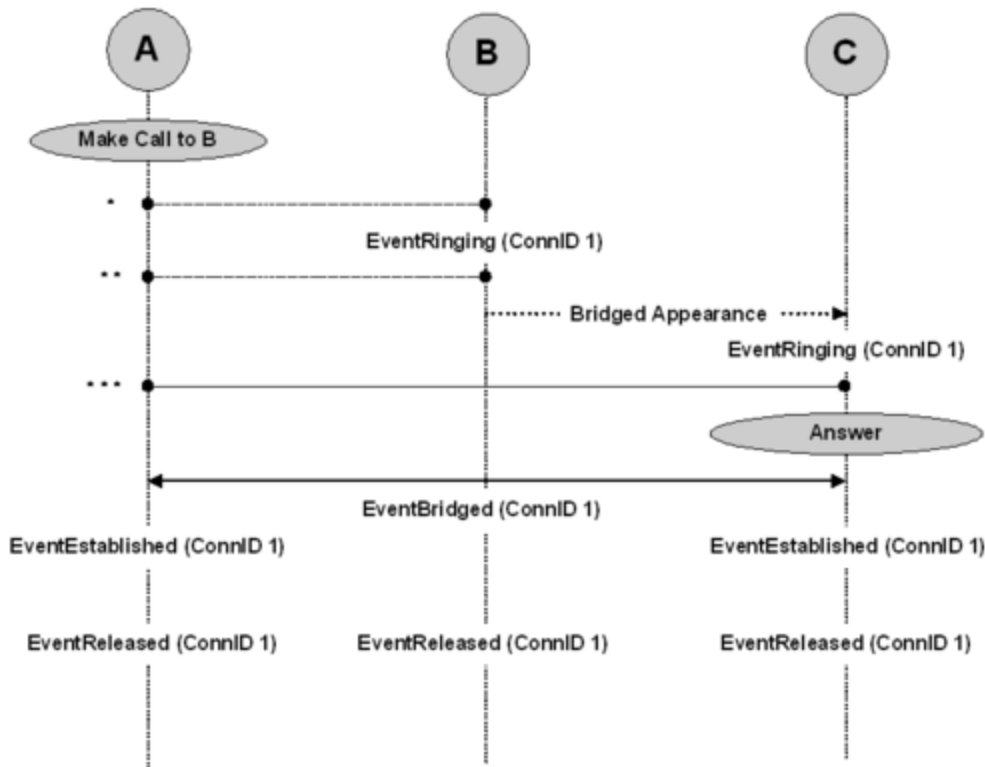 A
B
C
Make Call to B
.
EventRinging (ConnID 1)
..
Bridged Appearance
EventRinging (ConnID 1)
...
Answer
EventBridged (ConnID 1)
EventEstablished (ConnID 1)
EventEstablished (ConnID 1)
EventReleased (ConnID 1)
EventReleased (ConnID 1)
EventReleased (ConnID 1)